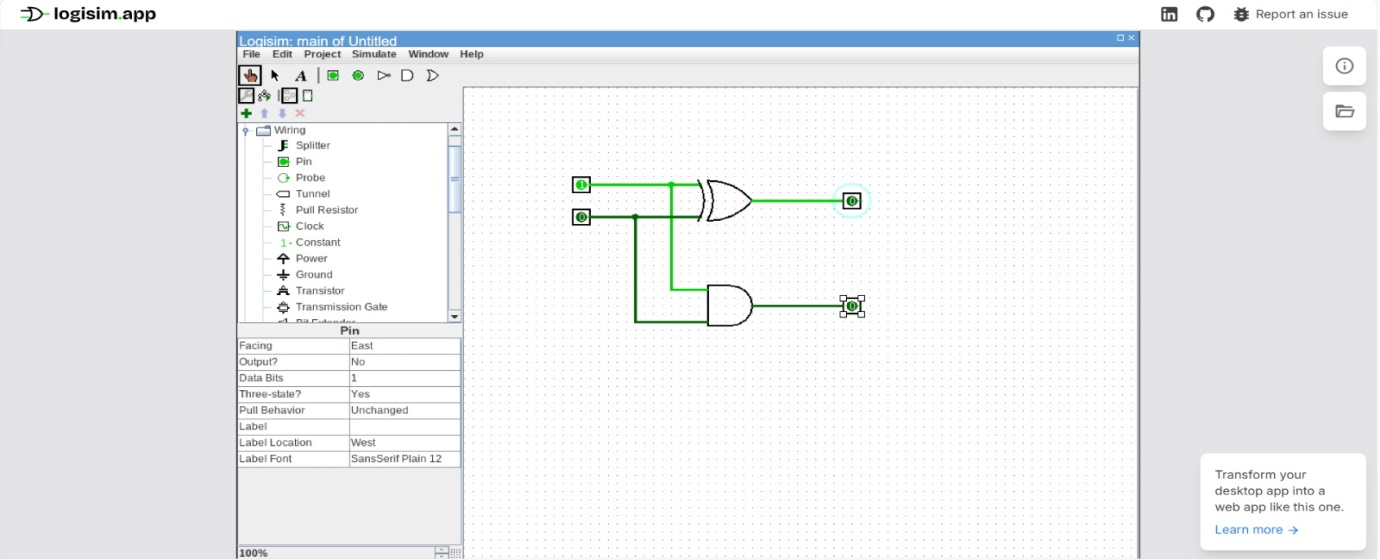 logisim.app
Report an issue
Logisim: main of Untitled
File Edit Project Simulate Window Help
A
Wiring
Splitter
Pin
Probe
Tunnel
Pull Resistor
Clock
1 Constant
Power
Ground
Transistor
Transmission Gate
Bit Extender
Pin
Facing East
Output? No
Data Bits 1
Three-state? Yes
Pull Behavior Unchanged
Label
Label Location West
Label Font SansSerif Plain 12
100%
1
0
0
0
Transform your
desktop app into a
web app like this one.
Learn more →